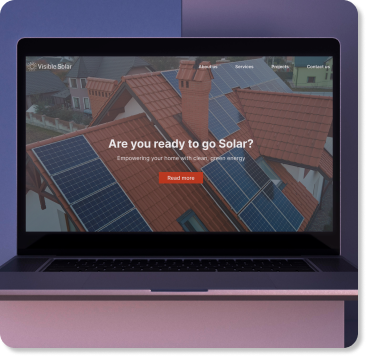 Visible Solar
About us Services Projects Contact us
Are you ready to go Solar?
Empowering your home with clean, green energy
Read more